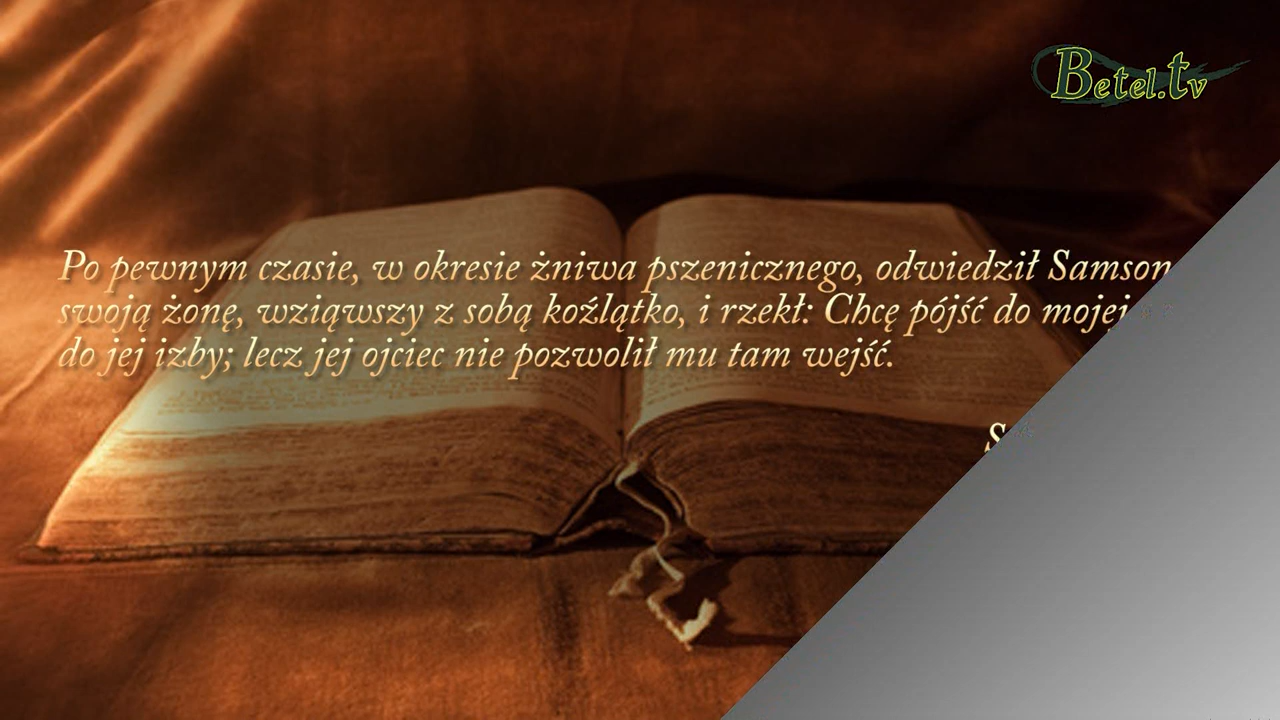 Betel.tv
Po pewnym czasie, w okresie żniwa pszenicznego, odwiedził Samson
swoją żonę, wziąwszy z sobą koźlątko, i rzekł: Chcę pójść do mojej
do jej izby; lecz jej ojciec nie pozwolił mu tam wejść.